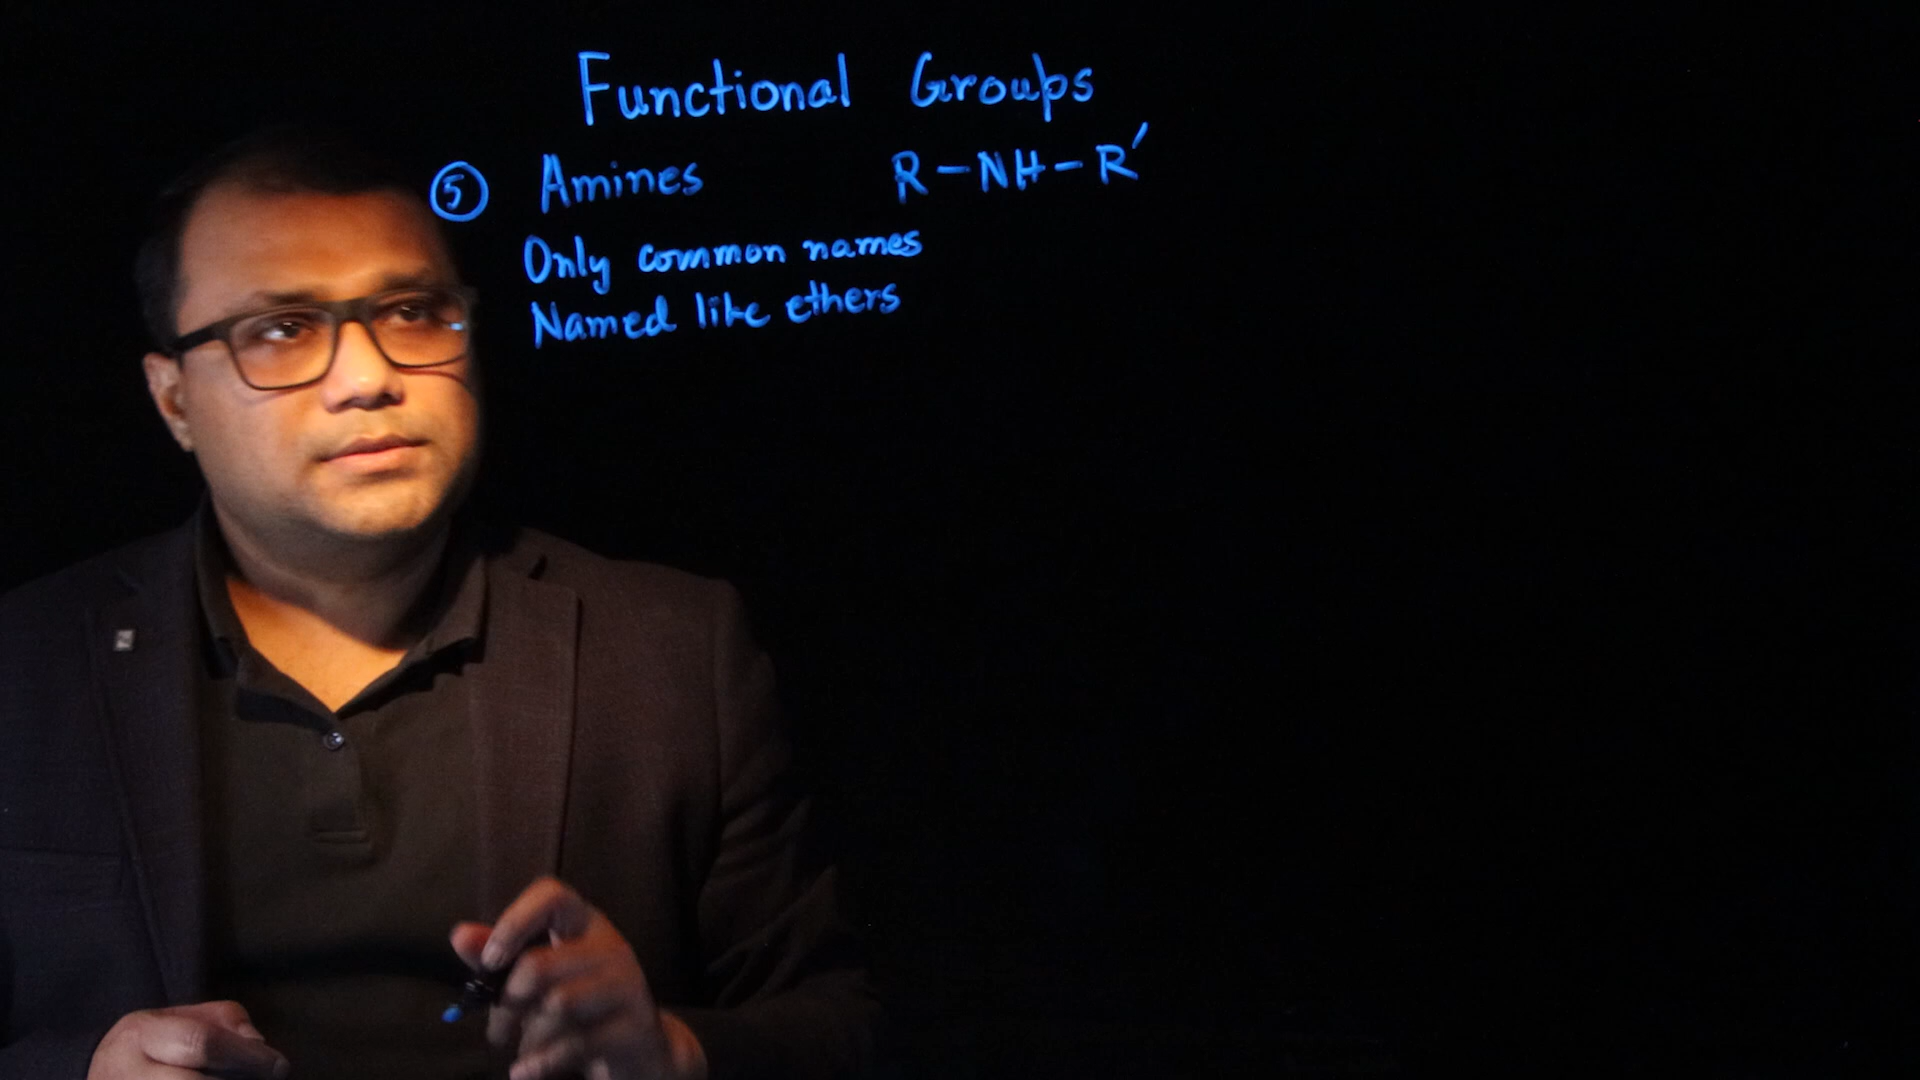 Functional Groups
⑤ Amines R-NH-R'
Only common names
Named like ethers